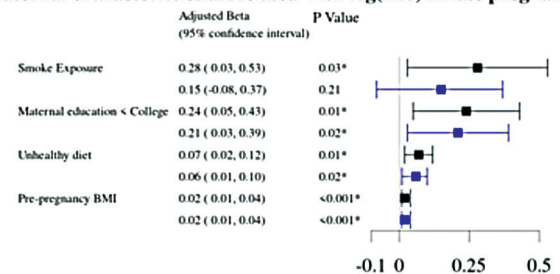 Adjusted Beta P Value
(95% confidence interval)
Smoke Exposure 0.28 ( 0.03, 0.53) 0.03*
0.15 (-0.08, 0.37) 0.21
Maternal education < College 0.24 ( 0.05, 0.43) 0.01*
0.21 ( 0.03, 0.39) 0.02*
Unhealthy diet 0.07 ( 0.02, 0.12) 0.01*
0.06 ( 0.01, 0.10) 0.02*
Pre-pregnancy BMI 0.02 ( 0.01, 0.04) <0.001*
0.02 ( 0.01, 0.04) <0.001*
-0.1 0 0.25 0.5